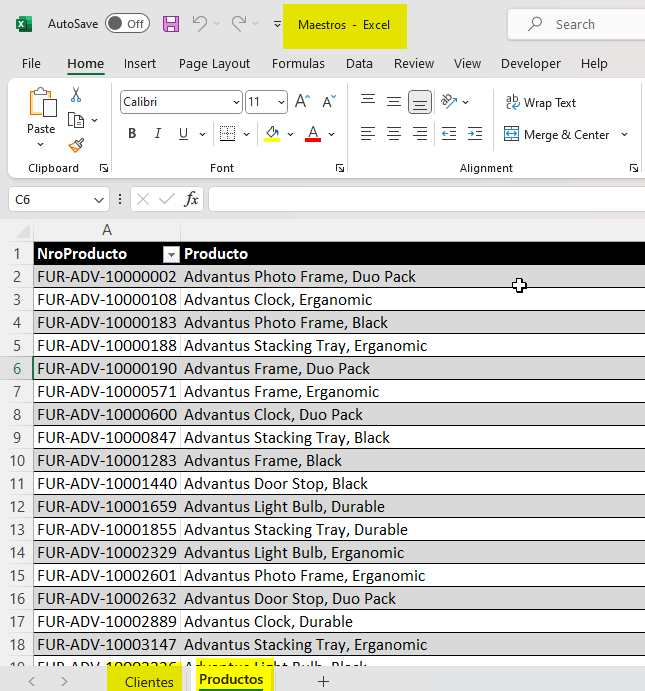 AutoSave Off Maestros - Excel Search
File Home Insert Page Layout Formulas Data Review View Developer Help
Calibri 11 A A ab Wrap Text
Paste B I U A Merge & Center
Clipboard Font Alignment
C6 fx
A
1 NroProducto Producto
2 FUR-ADV-10000002 Advantus Photo Frame, Duo Pack
3 FUR-ADV-10000108 Advantus Clock, Erganomic
4 FUR-ADV-10000183 Advantus Photo Frame, Black
5 FUR-ADV-10000188 Advantus Stacking Tray, Erganomic
6 FUR-ADV-10000190 Advantus Frame, Duo Pack
7 FUR-ADV-10000571 Advantus Frame, Erganomic
8 FUR-ADV-10000600 Advantus Clock, Duo Pack
9 FUR-ADV-10000847 Advantus Stacking Tray, Black
10 FUR-ADV-10001283 Advantus Frame, Black
11 FUR-ADV-10001440 Advantus Door Stop, Black
12 FUR-ADV-10001659 Advantus Light Bulb, Durable
13 FUR-ADV-10001855 Advantus Stacking Tray, Durable
14 FUR-ADV-10002329 Advantus Light Bulb, Erganomic
15 FUR-ADV-10002601 Advantus Photo Frame, Erganomic
16 FUR-ADV-10002632 Advantus Door Stop, Duo Pack
17 FUR-ADV-10002889 Advantus Clock, Durable
18 FUR-ADV-10003147 Advantus Stacking Tray, Erganomic
19 Advantus Light Bulb, Black
Clientes Productos